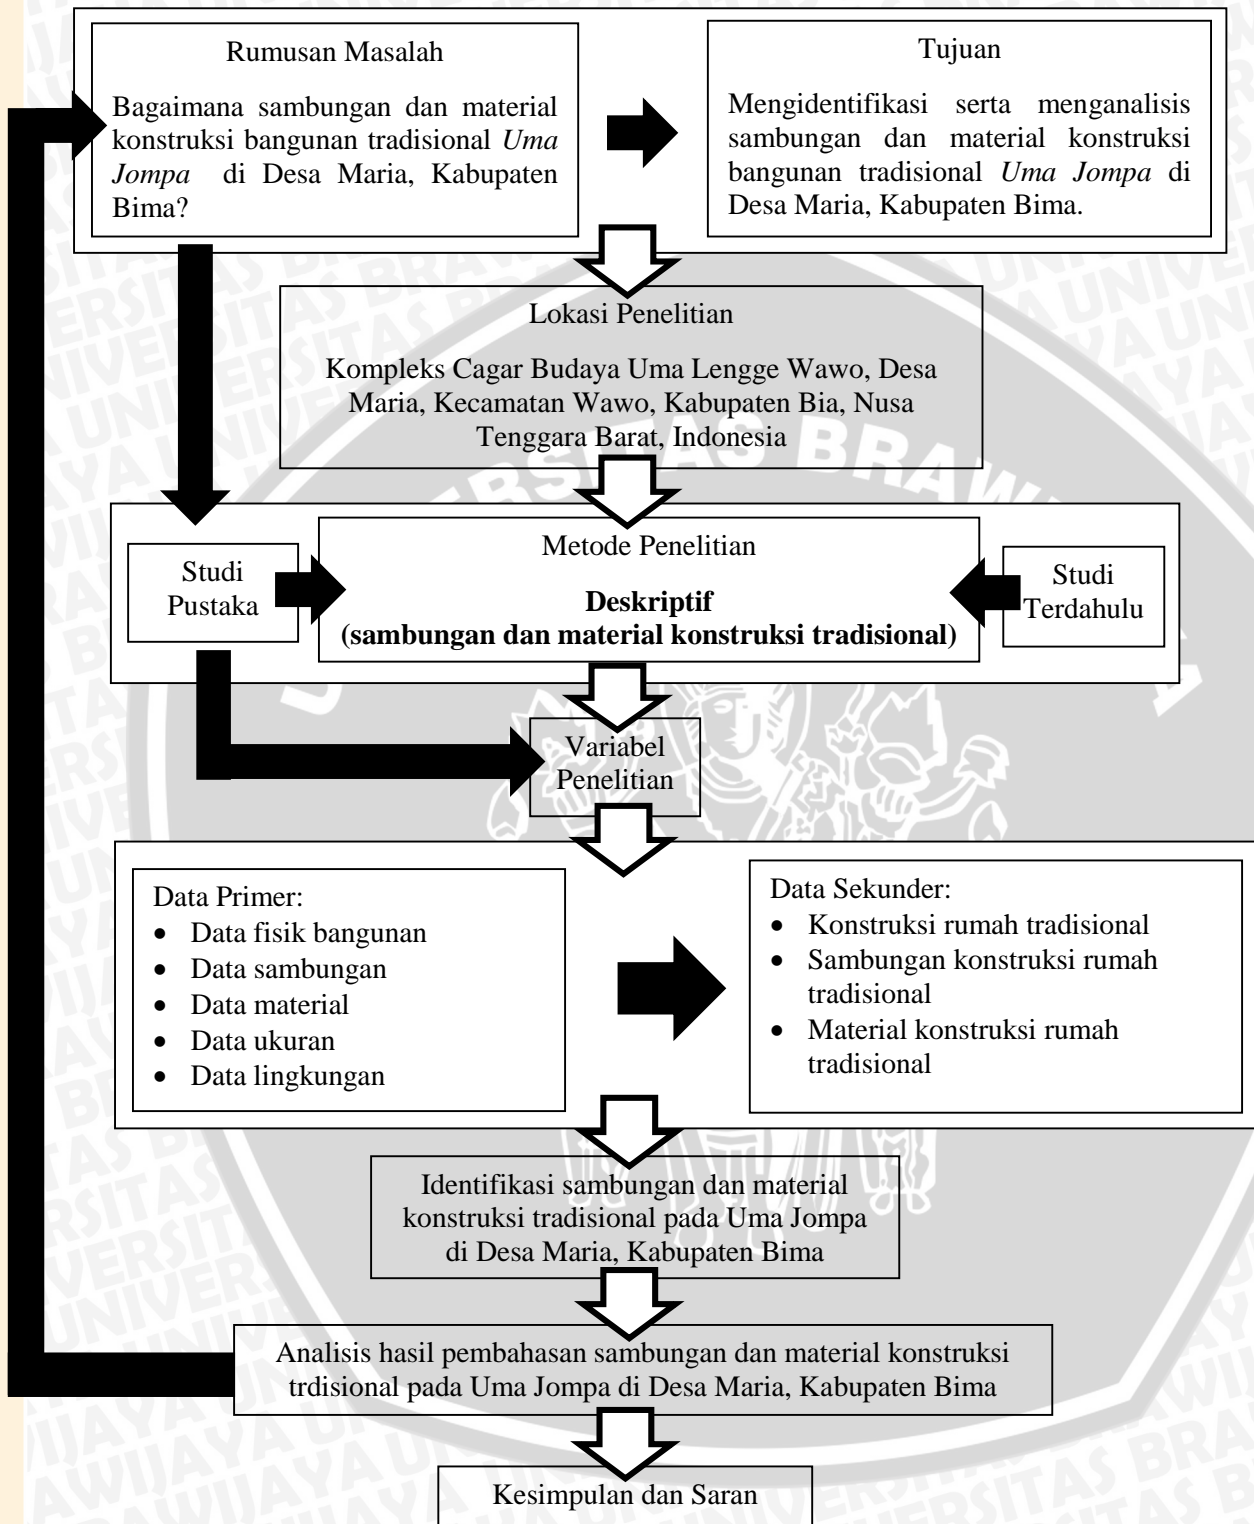 Rumusan Masalah
Bagaimana sambungan dan material
konstruksi bangunan tradisional Uma
Jompa di Desa Maria, Kabupaten
Bima?
Tujuan
Mengidentifikasi serta menganalisis
sambungan dan material konstruksi
bangunan tradisional Uma Jompa di
Desa Maria, Kabupaten Bima.
Lokasi Penelitian
Kompleks Cagar Budaya Uma Lengge Wawo, Desa
Maria, Kecamatan Wawo, Kabupaten Bia, Nusa
Tenggara Barat, Indonesia
Studi
Pustaka
Metode Penelitian
Deskriptif
(sambungan dan material konstruksi tradisional)
Studi
Terdahulu
Variabel
Penelitian
Data Primer:
• Data fisik bangunan
• Data sambungan
• Data material
• Data ukuran
• Data lingkungan
Data Sekunder:
• Konstruksi rumah tradisional
• Sambungan konstruksi rumah
tradisional
• Material konstruksi rumah
tradisional
Identifikasi sambungan dan material
konstruksi tradisional pada Uma Jompa
di Desa Maria, Kabupaten Bima
Analisis hasil pembahasan sambungan dan material konstruksi
trdisional pada Uma Jompa di Desa Maria, Kabupaten Bima
Kesimpulan dan Saran